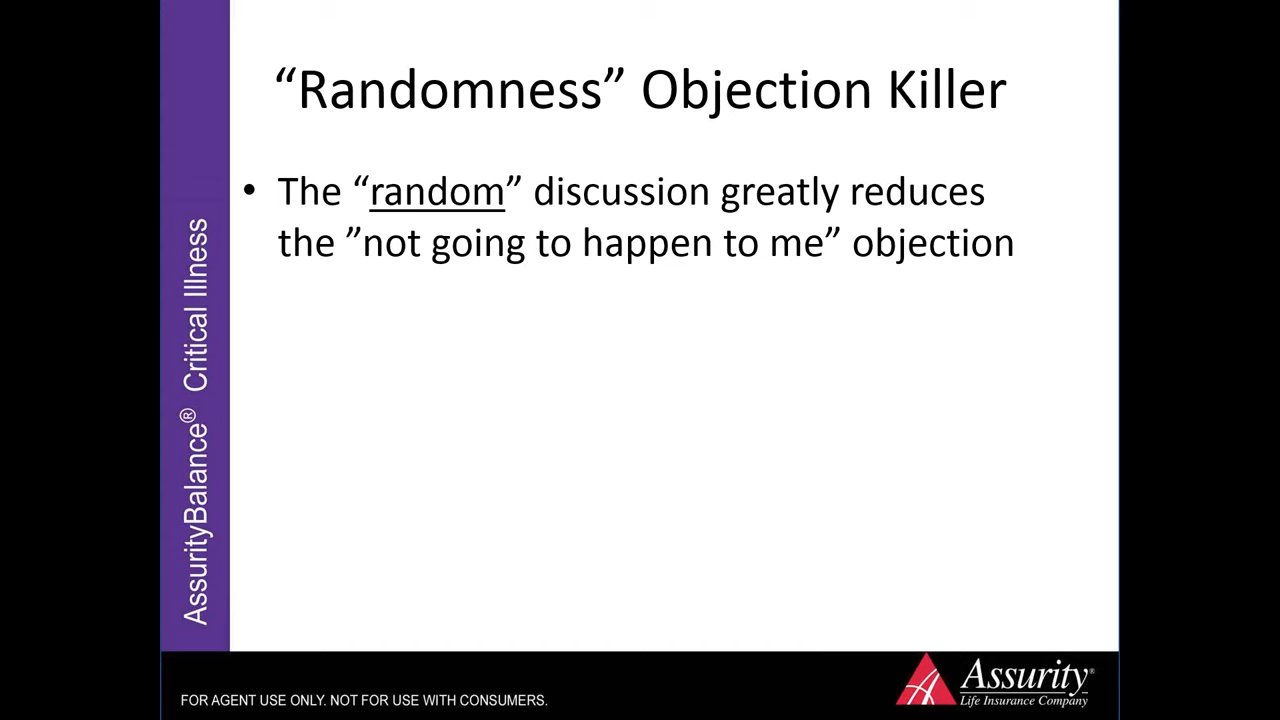 “Randomness” Objection Killer
• The “random” discussion greatly reduces
the ”not going to happen to me” objection
AssurityBalance® Critical Illness
FOR AGENT USE ONLY. NOT FOR USE WITH CONSUMERS.
Assurity®
Life Insurance Company